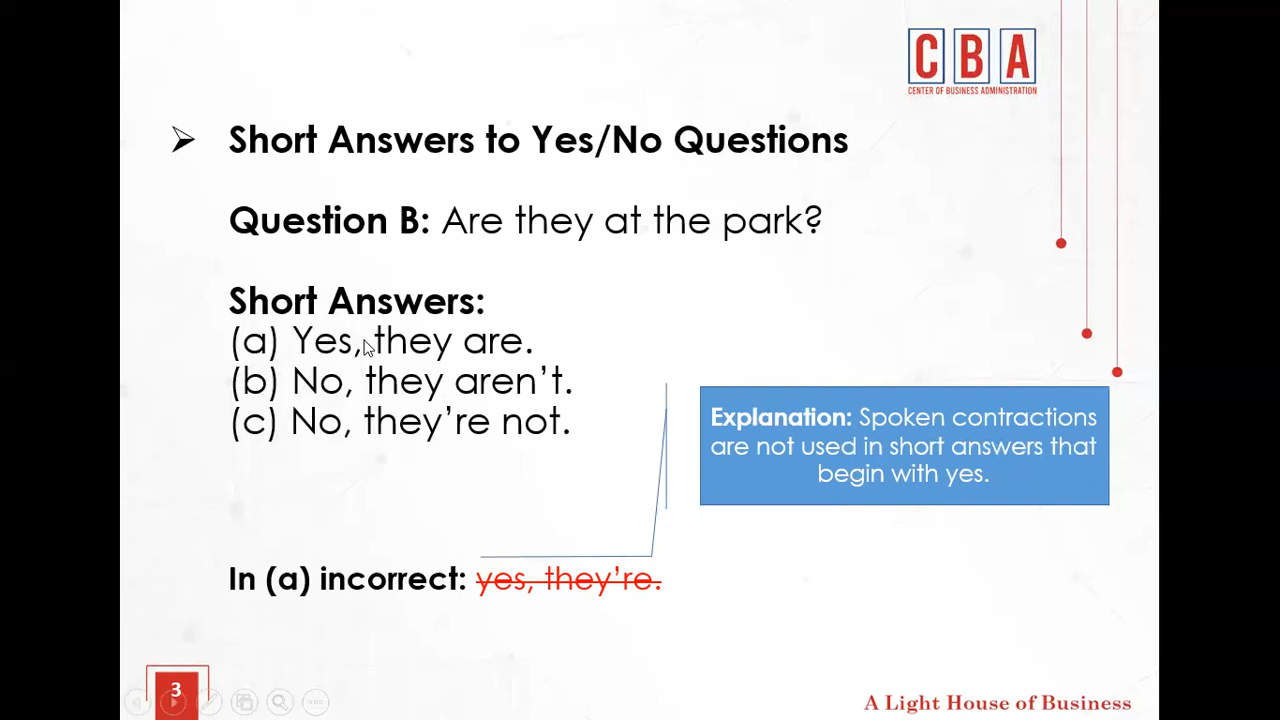 C B A
CENTER OF BUSINESS ADMINISTRATION
Short Answers to Yes/No Questions
Question B: Are they at the park?
Short Answers:
(a) Yes, they are.
(b) No, they aren’t.
(c) No, they’re not.
Explanation: Spoken contractions
are not used in short answers that
begin with yes.
In (a) incorrect: yes, they’re.
3
A Light House of Business